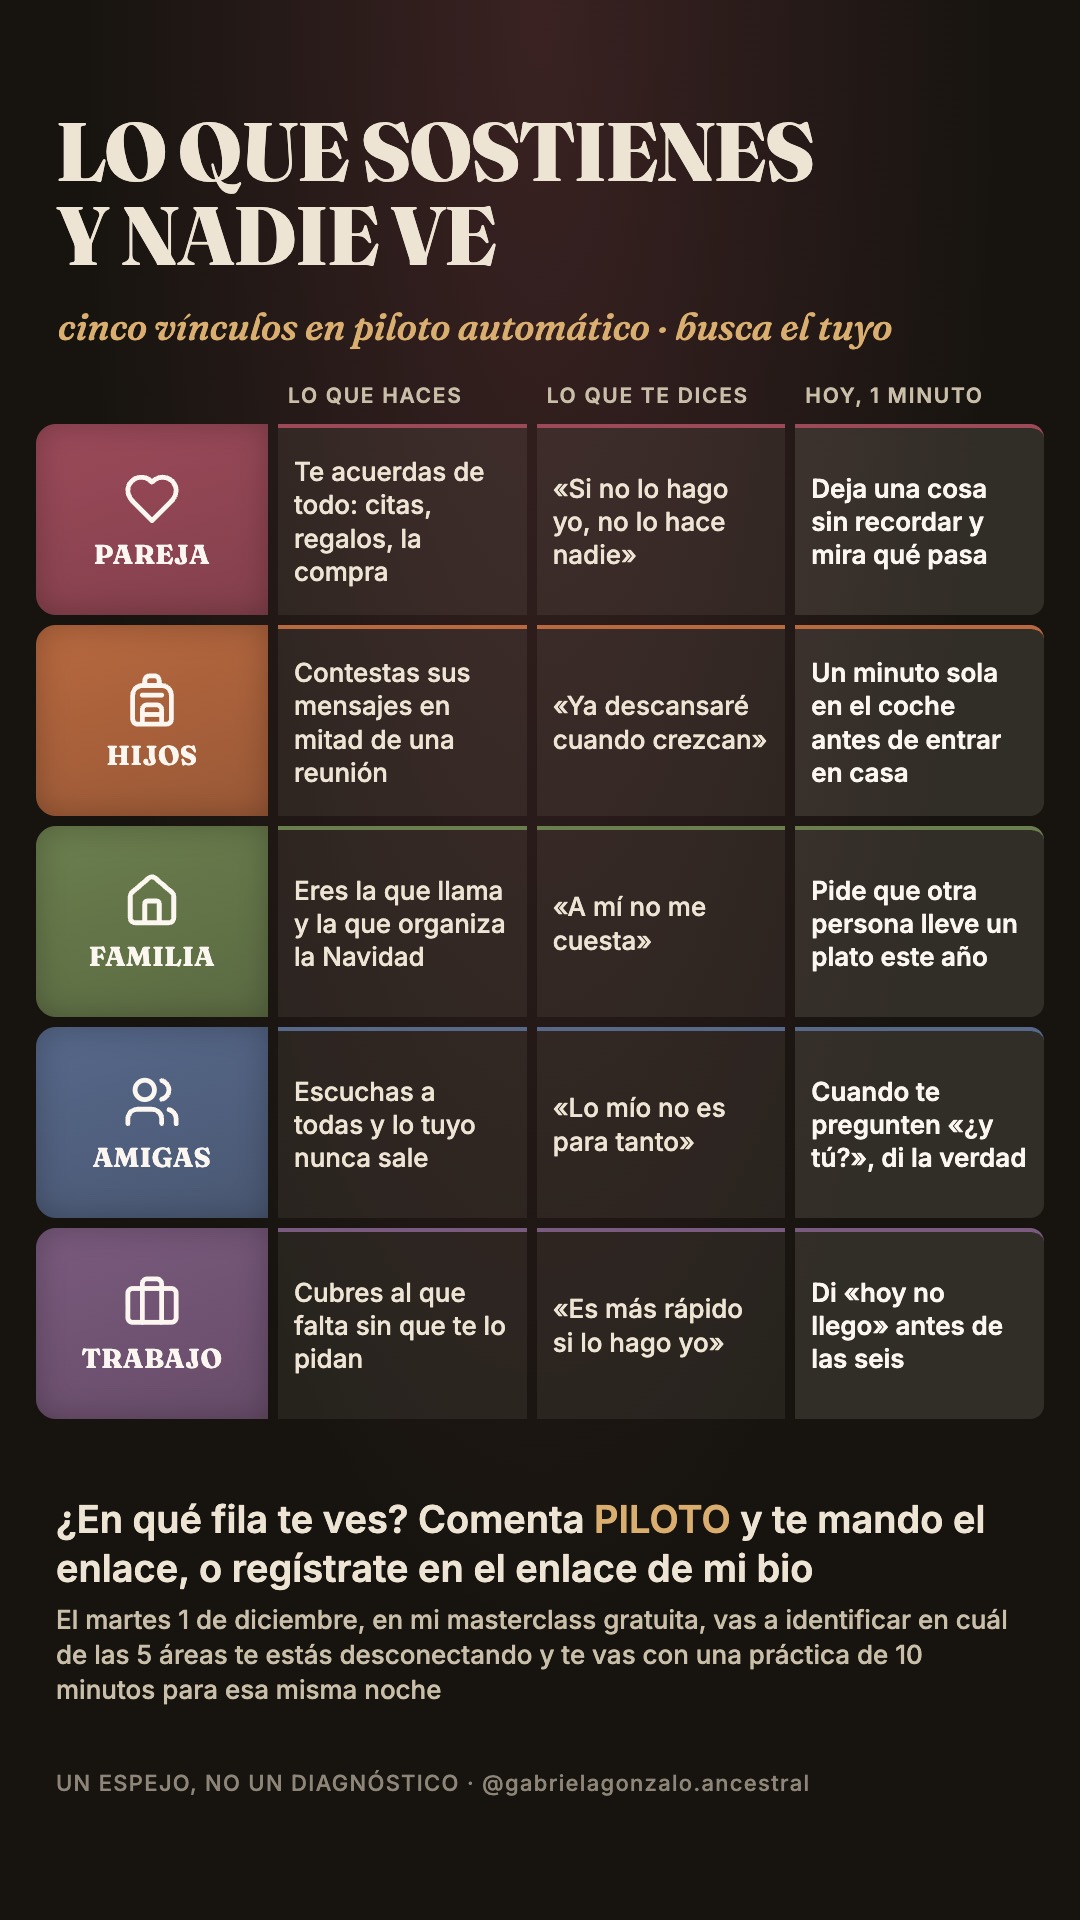 LO QUE SOSTIENES
Y NADIE VE
cinco vínculos en piloto automático · busca el tuyo
LO QUE HACES
LO QUE TE DICES
HOY, 1 MINUTO
PAREJA
Te acuerdas de
todo: citas,
regalos, la
compra
«Si no lo hago
yo, no lo hace
nadie»
Deja una cosa
sin recordar y
mira qué pasa
HIJOS
Contestas sus
mensajes en
mitad de una
reunión
«Ya descansaré
cuando crezcan»
Un minuto sola
en el coche
antes de entrar
en casa
FAMILIA
Eres la que llama
y la que organiza
la Navidad
«A mí no me
cuesta»
Pide que otra
persona lleve un
plato este año
AMIGAS
Escuchas a
todas y lo tuyo
nunca sale
«Lo mío no es
para tanto»
Cuando te
pregunten «¿y
tú?», di la verdad
TRABAJO
Cubres al que
falta sin que te lo
pidan
«Es más rápido
si lo hago yo»
Di «hoy no
llego» antes de
las seis
¿En qué fila te ves? Comenta PILOTO y te mando el
enlace, o regístrate en el enlace de mi bio
El martes 1 de diciembre, en mi masterclass gratuita, vas a identificar en cuál
de las 5 áreas te estás desconectando y te vas con una práctica de 10
minutos para esa misma noche
UN ESPEJO, NO UN DIAGNÓSTICO · @gabrielagonzalo.ancestral